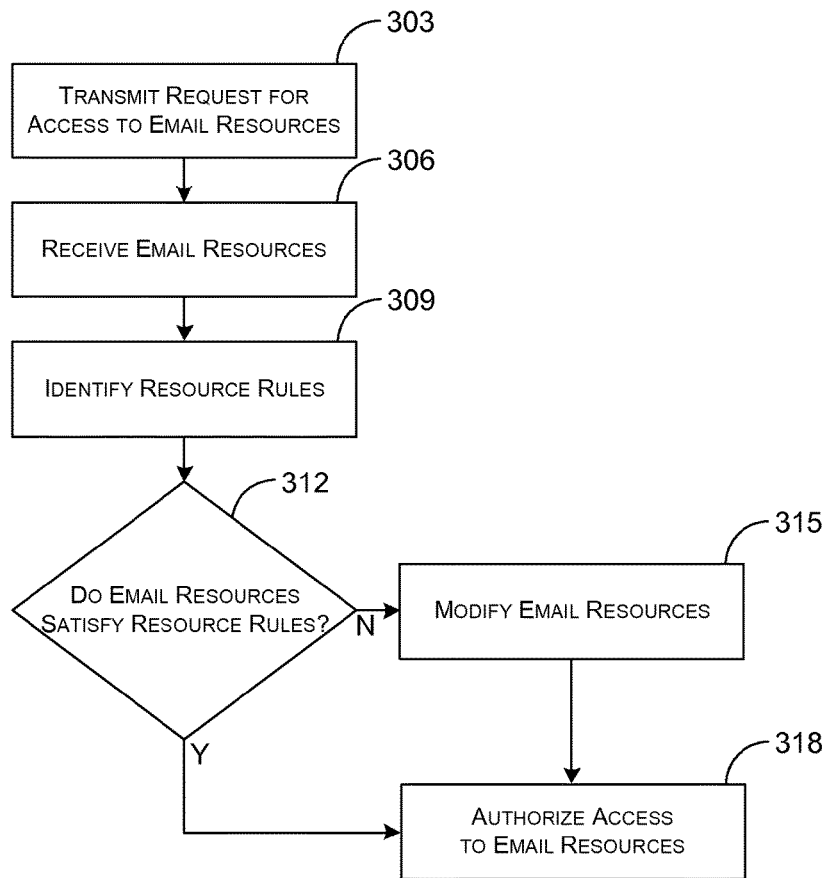 303
TRANSMIT REQUEST FOR
ACCESS TO EMAIL RESOURCES
306
RECEIVE EMAIL RESOURCES
309
IDENTIFY RESOURCE RULES
312
DO EMAIL RESOURCES
SATISFY RESOURCE RULES?
N
315
MODIFY EMAIL RESOURCES
Y
318
AUTHORIZE ACCESS
TO EMAIL RESOURCES